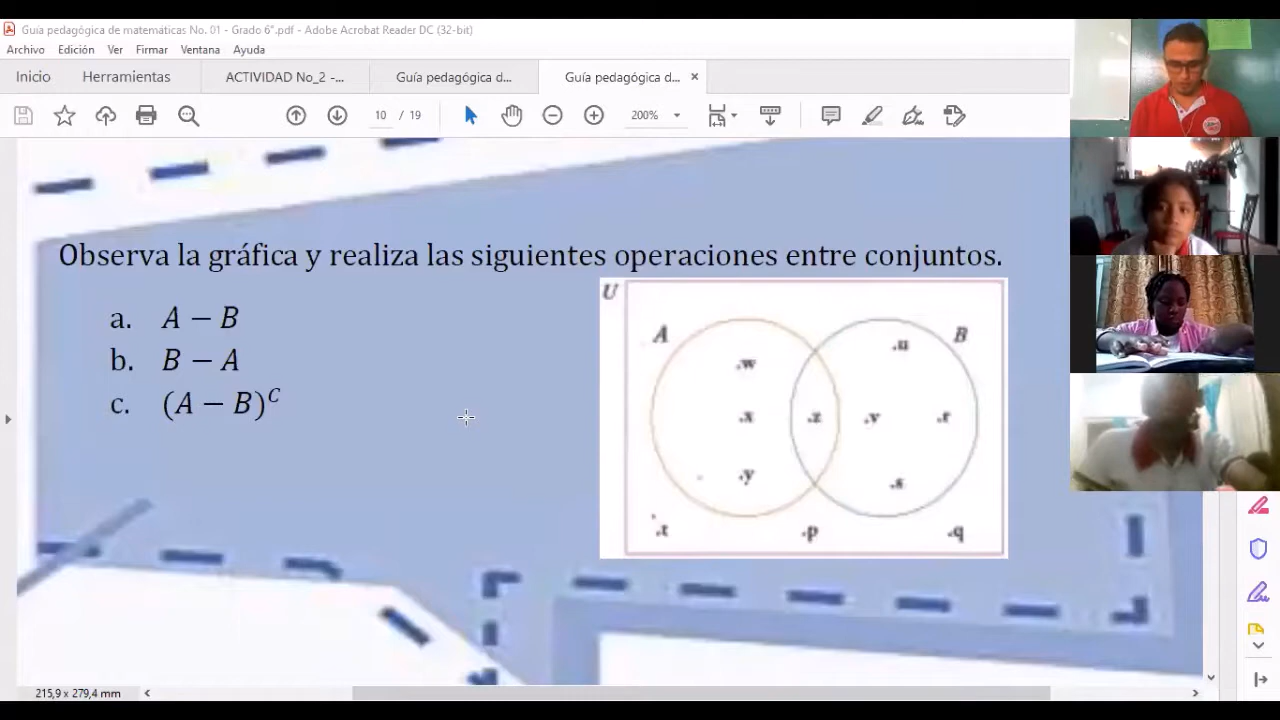 Guía pedagógica de matemáticas No. 01 - Grado 6°.pdf - Adobe Acrobat Reader DC (32-bit)
Archivo Edición Ver Firmar Ventana Ayuda
Inicio Herramientas ACTIVIDAD No_2 -... Guía pedagógica d... Guía pedagógica d... ×
10 / 19 200%
Observa la gráfica y realiza las siguientes operaciones entre conjuntos.
a. A − B
b. B − A
c. (A − B)^C
U
A B
.w .u
.x .z .v .r
.y .s
.t .p .q
215,9 x 279,4 mm